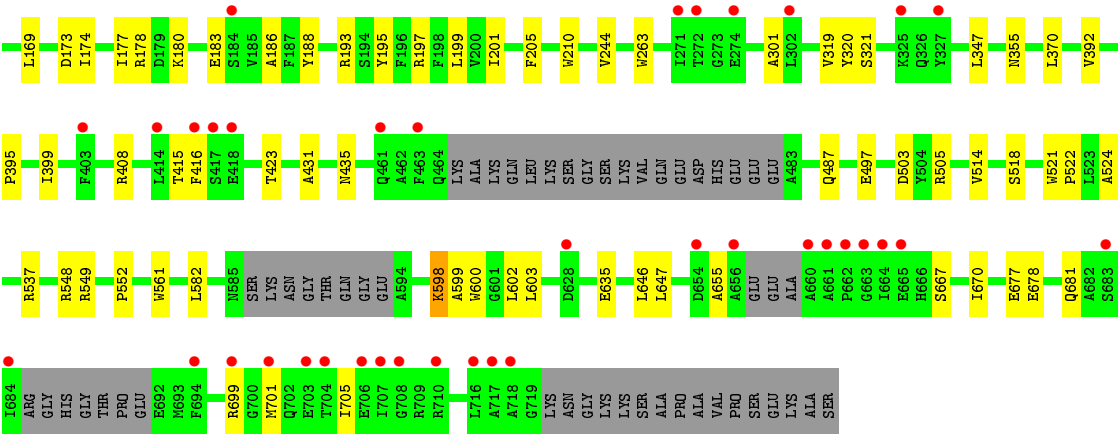 L169 D173 I174 I177 R178 D179 K180 E183 S184 V185 A186 F187 Y188 R193 S194 Y195 F196 R197 F198 L199 V200 I201 F205 W210 V244 W263 I271 T272 G273 E274 A301 L302 V319 Y320 S321 K325 Q326 Y327 L347 N355 L370 V392
P395 I399 F403 R408 L414 T415 F416 S417 E418 T423 A431 N435 Q461 A462 F463 Q464 LYS ALA LYS GLN LEU LYS SER GLY SER LYS VAL GLN GLU ASP HIS GLU GLU GLU A483 Q487 E497 D503 Y504 R505 V514 S518 W521 P522 L523 A524
R537 R548 R549 P552 W561 L582 N585 SER LYS ASN GLY THR GLN GLY GLU A594 K598 A599 W600 G601 L602 L603 D628 E635 L646 L647 D654 A655 A656 GLU GLU ALA A660 A661 P662 G663 I664 E665 H666 S667 I670 E677 E678 Q681 A682 S683
I684 ARG GLY HIS GLY THR PRO GLU E692 M693 F694 R699 G700 M701 Q702 E703 T704 I705 E706 I707 G708 R709 R710 L716 A717 A718 G719 LYS ASN GLY LYS LYS SER ALA PRO ALA VAL PRO SER GLU LYS ALA SER